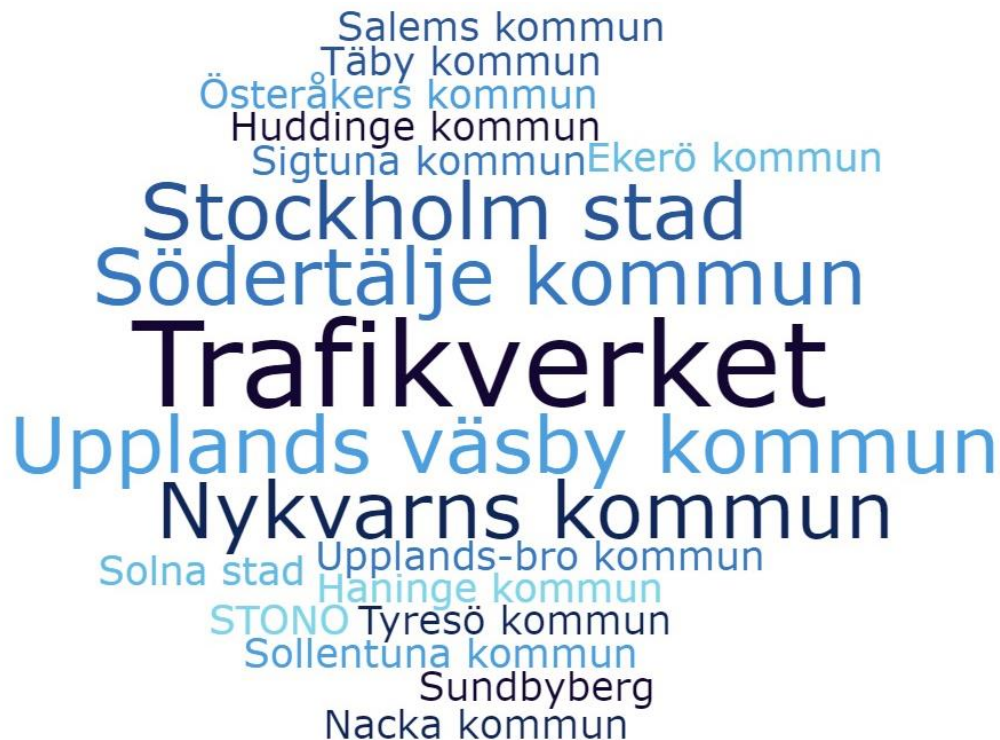 Salems kommun
Täby kommun
Österåkers kommun
Huddinge kommun
Sigtuna kommun Ekerö kommun
Stockholm stad
Södertälje kommun
Trafikverket
Upplands väsby kommun
Nykvarns kommun
Upplands-bro kommun
Solna stad
Haninge kommun
STONO Tyresö kommun
Sollentuna kommun
Sundbyberg
Nacka kommun